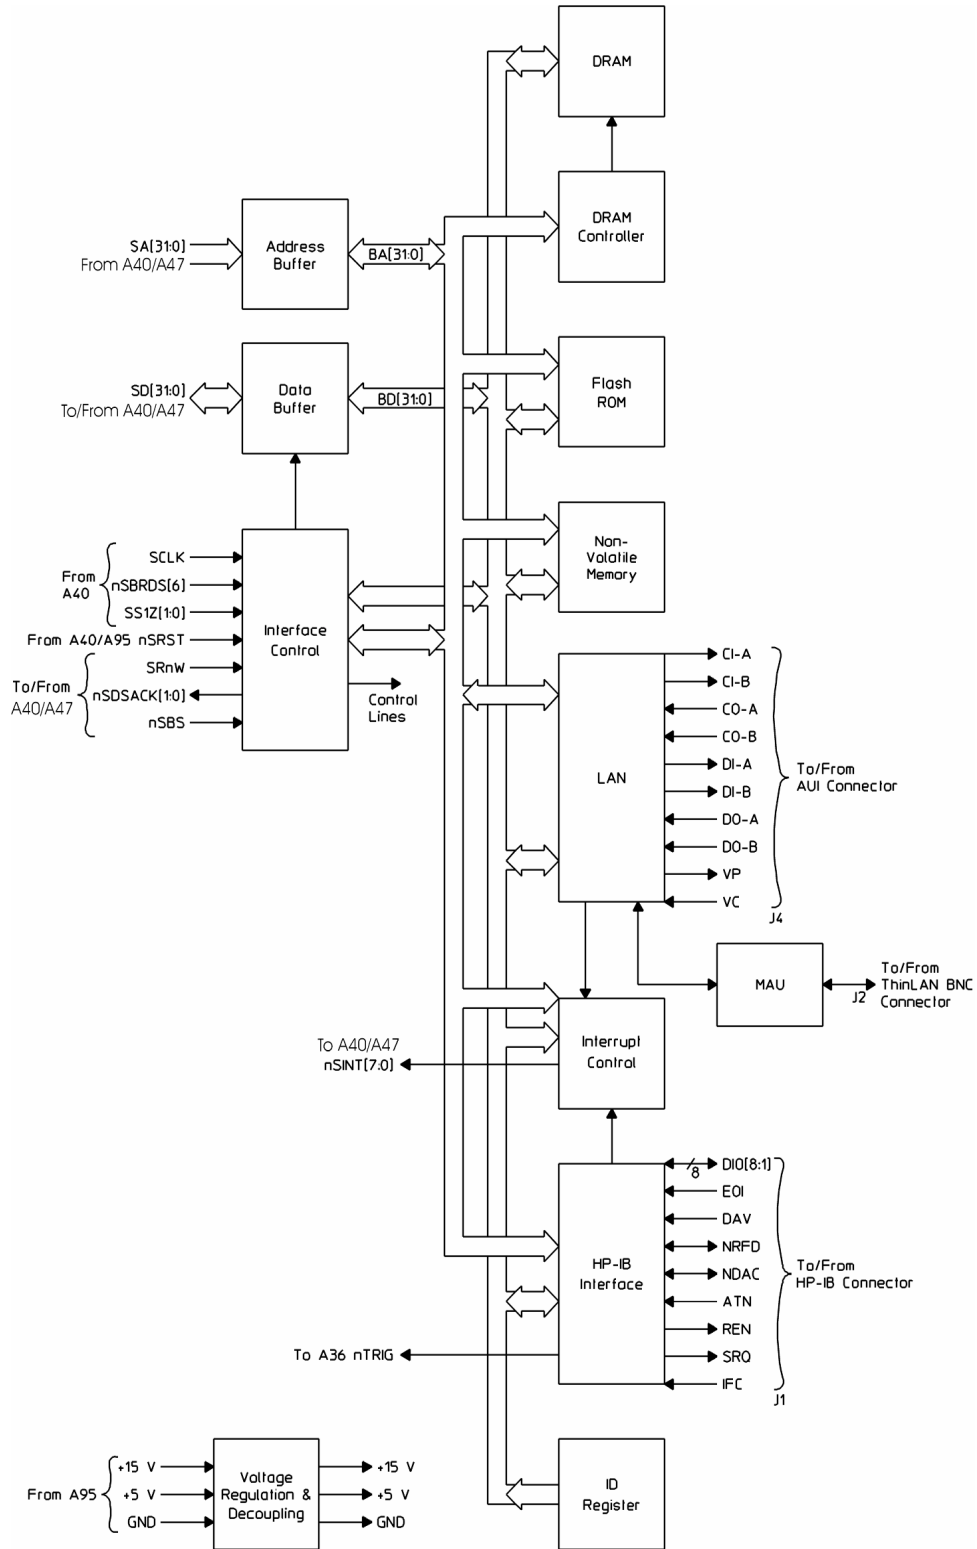 DRAM
DRAM
Controller
SA[31:0]
From A40/A47
Address
Buffer
BA[31:0]
Flash
ROM
SD[31:0]
To/From A40/A47
Data
Buffer
BD[31:0]
Non-
Volatile
Memory
From
A40
SCLK
nSBRDS[6]
SS1Z[1:0]
From A40/A95 nSRST
To/From
A40/A47
SRnW
nSDSACK[1:0]
nSBS
Interface
Control
Control
Lines
LAN
CI-A
CI-B
CO-A
CO-B
DI-A
DI-B
DO-A
DO-B
VP
VC
To/From
AUI Connector
J4
MAU
J2
To/From
ThinLAN BNC
Connector
To A40/A47
nSINT[7:0]
Interrupt
Control
HP-IB
Interface
8
DIO[8:1]
EOI
DAV
NRFD
NDAC
ATN
REN
SRQ
IFC
To/From
HP-IB Connector
J1
To A36 nTRIG
From A95
+15 V
+5 V
GND
Voltage
Regulation &
Decoupling
+15 V
+5 V
GND
ID
Register